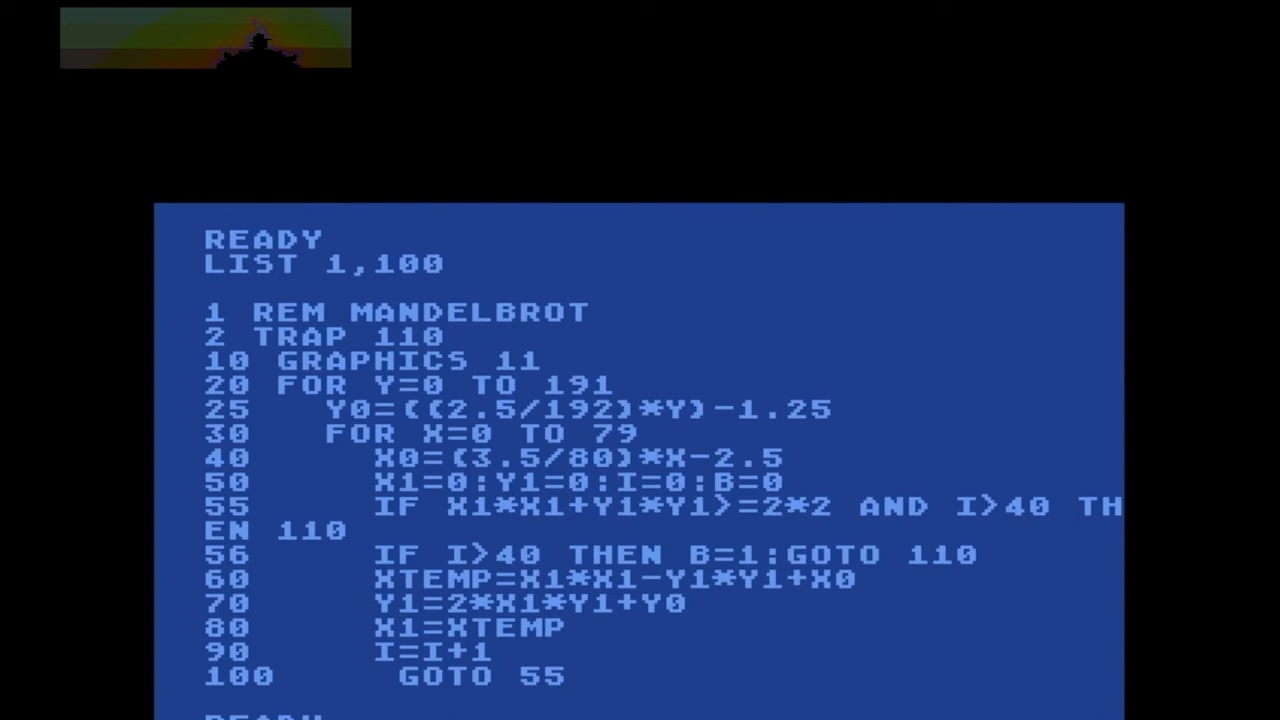 READY
LIST 1,100
1 REM MANDELBROT
2 TRAP 110
10 GRAPHICS 11
20 FOR Y=0 TO 191
25 Y0=((2.5/192)*Y)-1.25
30 FOR X=0 TO 79
40 X0=(3.5/80)*X-2.5
50 X1=0:Y1=0:I=0:B=0
55 IF X1*X1+Y1*Y1>=2*2 AND I>40 TH
EN 110
56 IF I>40 THEN B=1:GOTO 110
60 XTEMP=X1*X1-Y1*Y1+X0
70 Y1=2*X1*Y1+Y0
80 X1=XTEMP
90 I=I+1
100 GOTO 55
READY